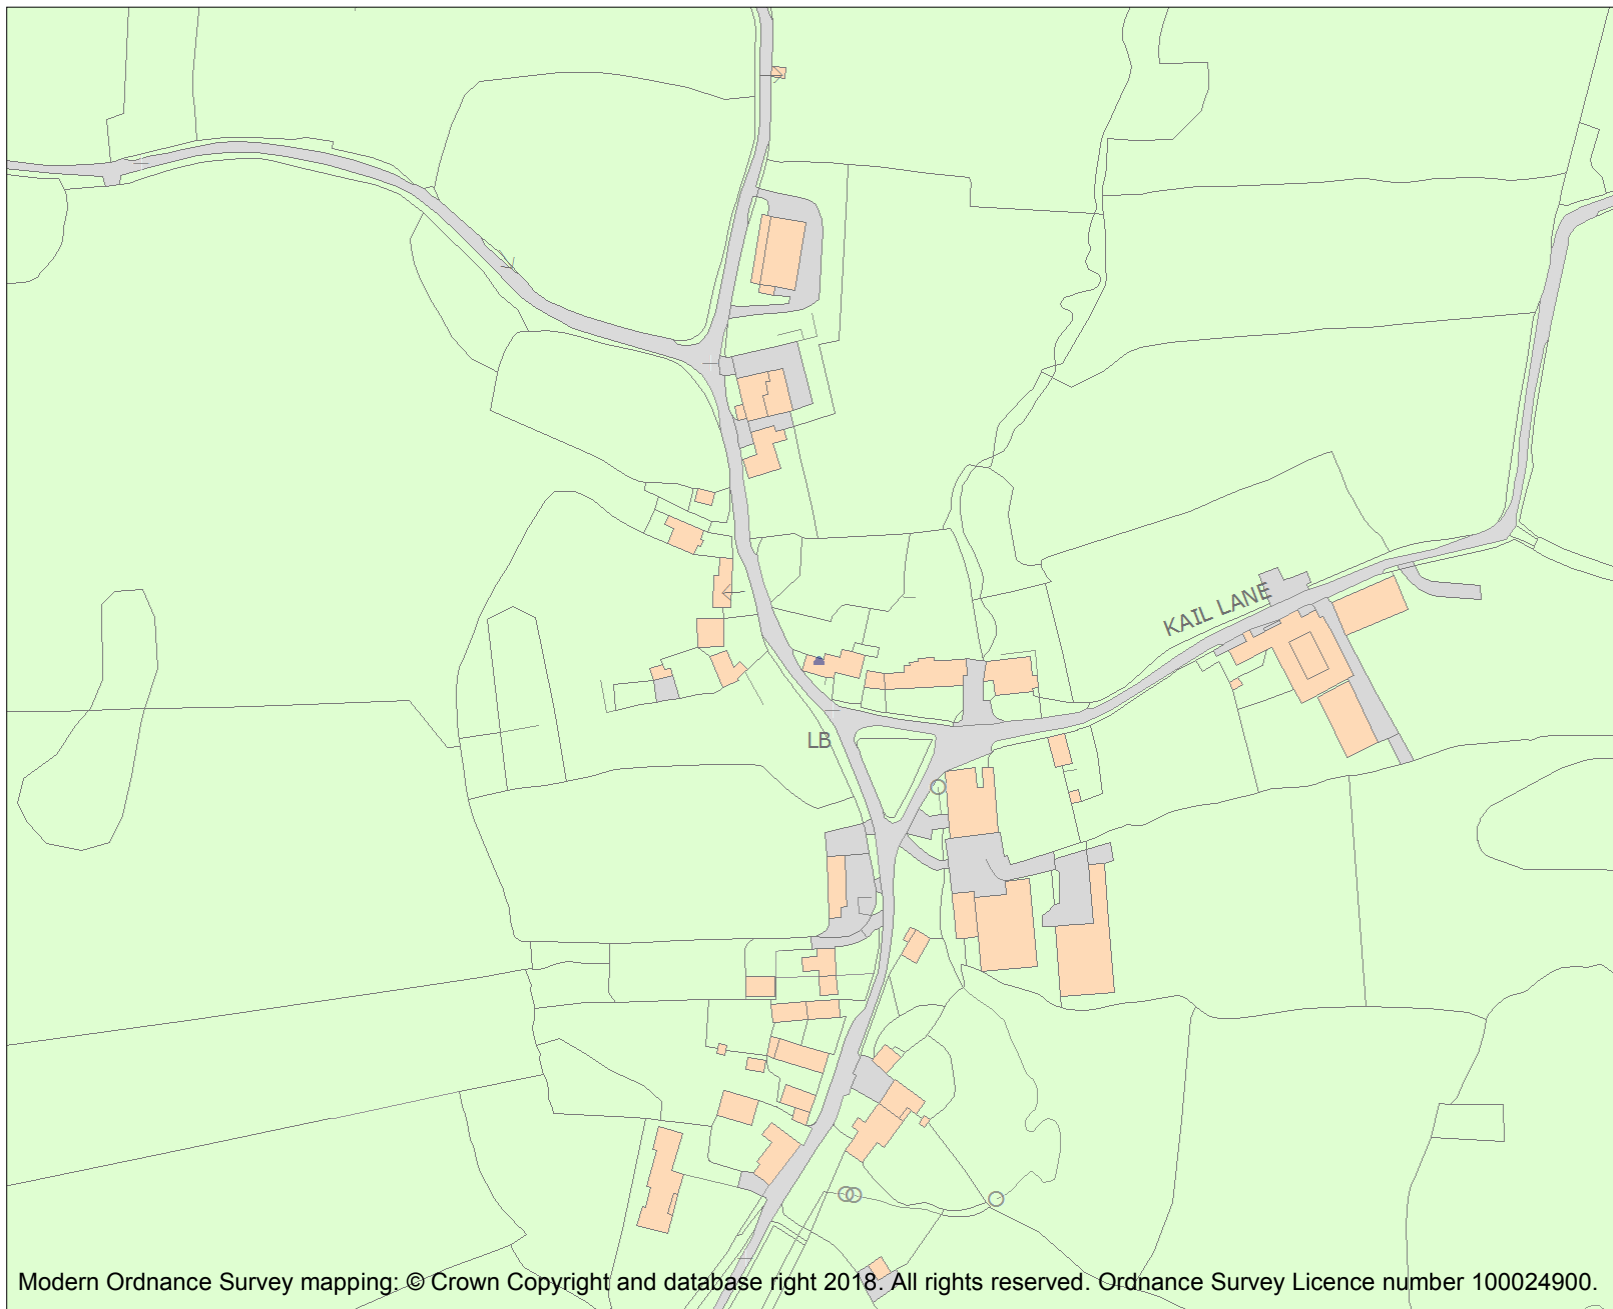 KAIL LANE
LB
Modern Ordnance Survey mapping: © Crown Copyright and database right 2018. All rights reserved. Ordnance Survey Licence number 100024900.